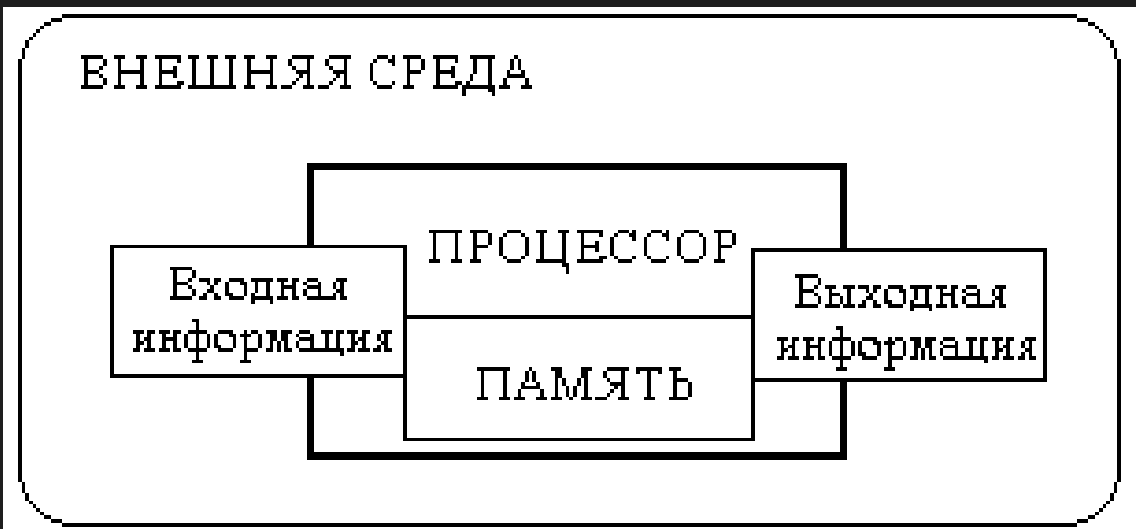 ВНЕШНЯЯ СРЕДА
ПРОЦЕССОР
Входная
информация
Выходная
информация
ПАМЯТЬ